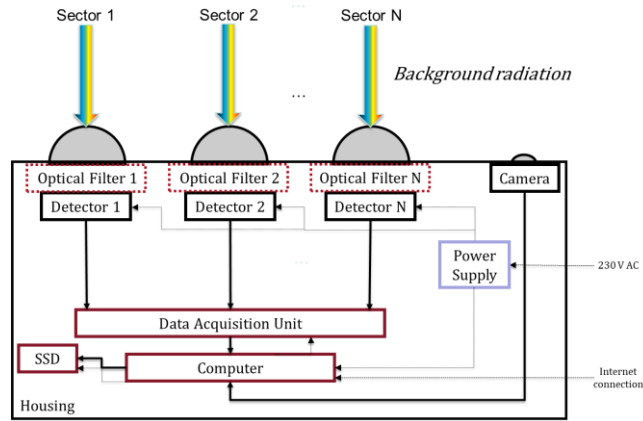 Sector 1
Sector 2
...
Sector N
Background radiation
...
Optical Filter 1
Optical Filter 2
Optical Filter N
Camera
Detector 1
Detector 2
Detector N
Power
Supply
230 V AC
...
Data Acquisition Unit
SSD
Computer
Internet
connection
Housing